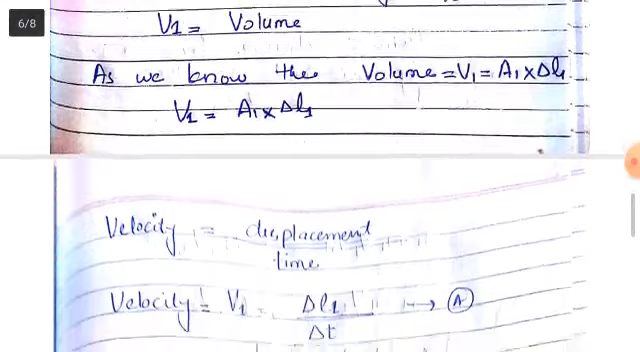 6/8
V1 = Volume
As we know the Volume = V1 = A1 × Δl1
V1 = A1 × Δl1
Velocity = displacement / time
Velocity = V1 = Δl1 / Δt → (A)